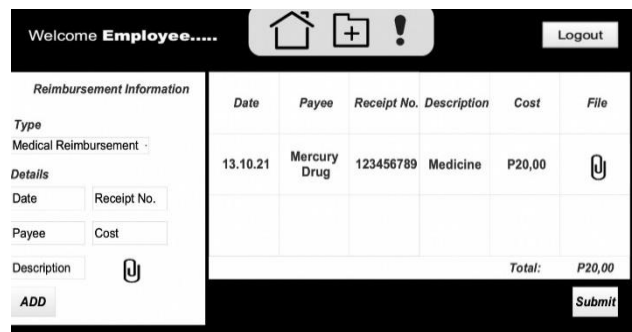 Welcome Employee.....
Logout
Reimbursement Information
Type
Medical Reimbursement
Details
Date Receipt No.
Payee Cost
Description
ADD
Date Payee Receipt No. Description Cost File
13.10.21 Mercury Drug 123456789 Medicine P20,00
Total: P20,00
Submit